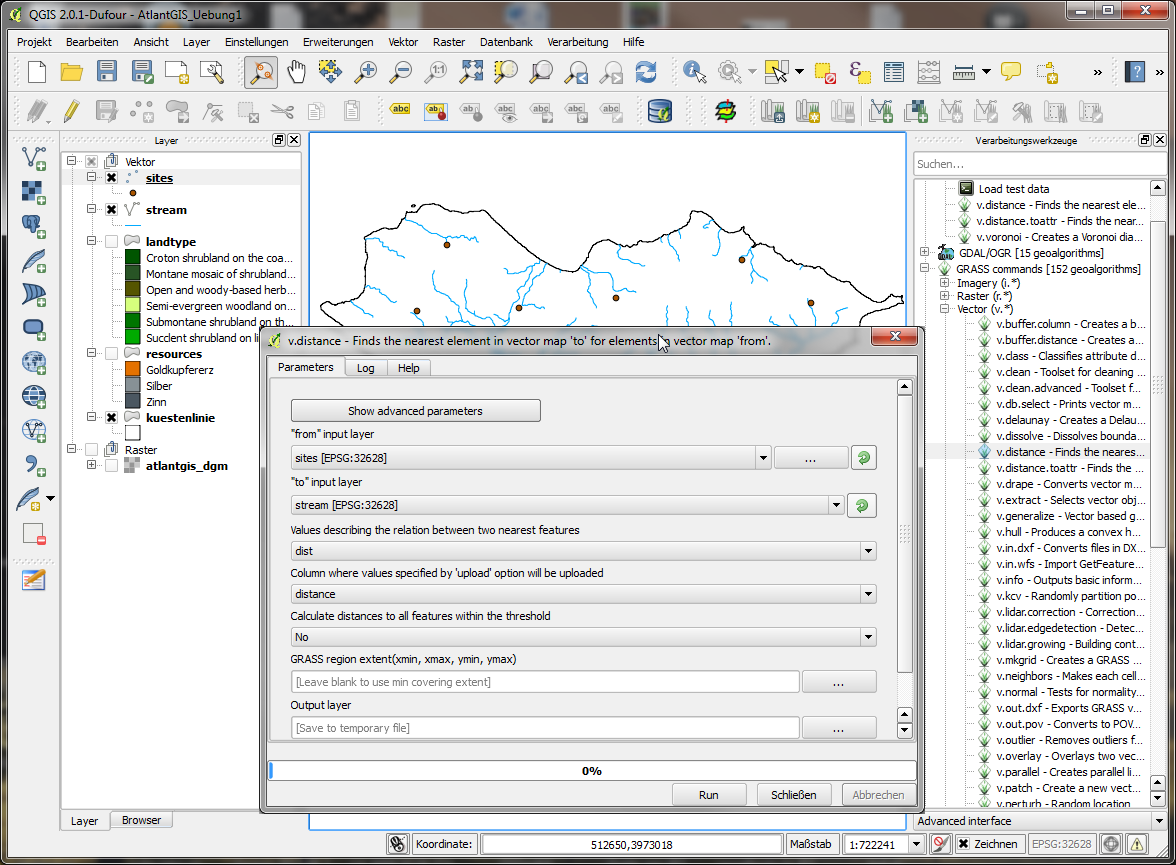 QGIS 2.0.1-Dufour - AtlantGIS_Uebung1
Projekt Bearbeiten Ansicht Layer Einstellungen Erweiterungen Vektor Raster Datenbank Verarbeitung Hilfe
Layer
Vektor
sites
stream
landtype
Croton shrubland on the coa...
Montane mosaic of shrubland...
Open and woody-based herb...
Semi-evergreen woodland on...
Submontane shrubland on th...
Succlent shrubland on li
resources
Goldkupfererz
Silber
Zinn
kuestenlinie
Raster
atlantgis_dgm
Layer Browser
v.distance - Finds the nearest element in vector map 'to' for elements in vector map 'from'.
Parameters Log Help
Show advanced parameters
"from" input layer
sites [EPSG:32628]
...
"to" input layer
stream [EPSG:32628]
Values describing the relation between two nearest features
dist
Column where values specified by 'upload' option will be uploaded
distance
Calculate distances to all features within the threshold
No
GRASS region extent(xmin, xmax, ymin, ymax)
[Leave blank to use min covering extent]
...
Output layer
[Save to temporary file]
...
0%
Run Schließen Abbrechen
Verarbeitungswerkzeuge
Suchen...
Load test data
v.distance - Finds the nearest ele...
v.distance.toattr - Finds the near...
v.voronoi - Creates a Voronoi dia...
GDAL/OGR [15 geoalgorithms]
GRASS commands [152 geoalgorithms]
Imagery (i.*)
Raster (r.*)
Vector (v.*)
v.buffer.column - Creates a b...
v.buffer.distance - Creates a...
v.class - Classifies attribute d...
v.clean - Toolset for cleaning ...
v.clean.advanced - Toolset f...
v.db.select - Prints vector m...
v.delaunay - Creates a Delau...
v.dissolve - Dissolves bounda...
v.distance - Finds the neares...
v.distance.toattr - Finds the ...
v.drape - Converts vector m...
v.extract - Selects vector obj...
v.generalize - Vector based g...
v.hull - Produces a convex h...
v.in.dxf - Converts files in DX...
v.in.wfs - Import GetFeature...
v.info - Outputs basic inform...
v.kcv - Randomly partition po...
v.lidar.correction - Correction...
v.lidar.edgedetection - Detec...
v.lidar.growing - Building cont...
v.mkgrid - Creates a GRASS ...
v.neighbors - Makes each cell...
v.normal - Tests for normality...
v.out.dxf - Exports GRASS v...
v.out.pov - Converts to POV...
v.outlier - Removes outliers f...
v.overlay - Overlays two vec...
v.parallel - Creates parallel li...
v.patch - Create a new vect...
v.perturb - Random location
Advanced interface
Koordinate: 512650,3973018 Maßstab 1:722241 Zeichnen EPSG:32628